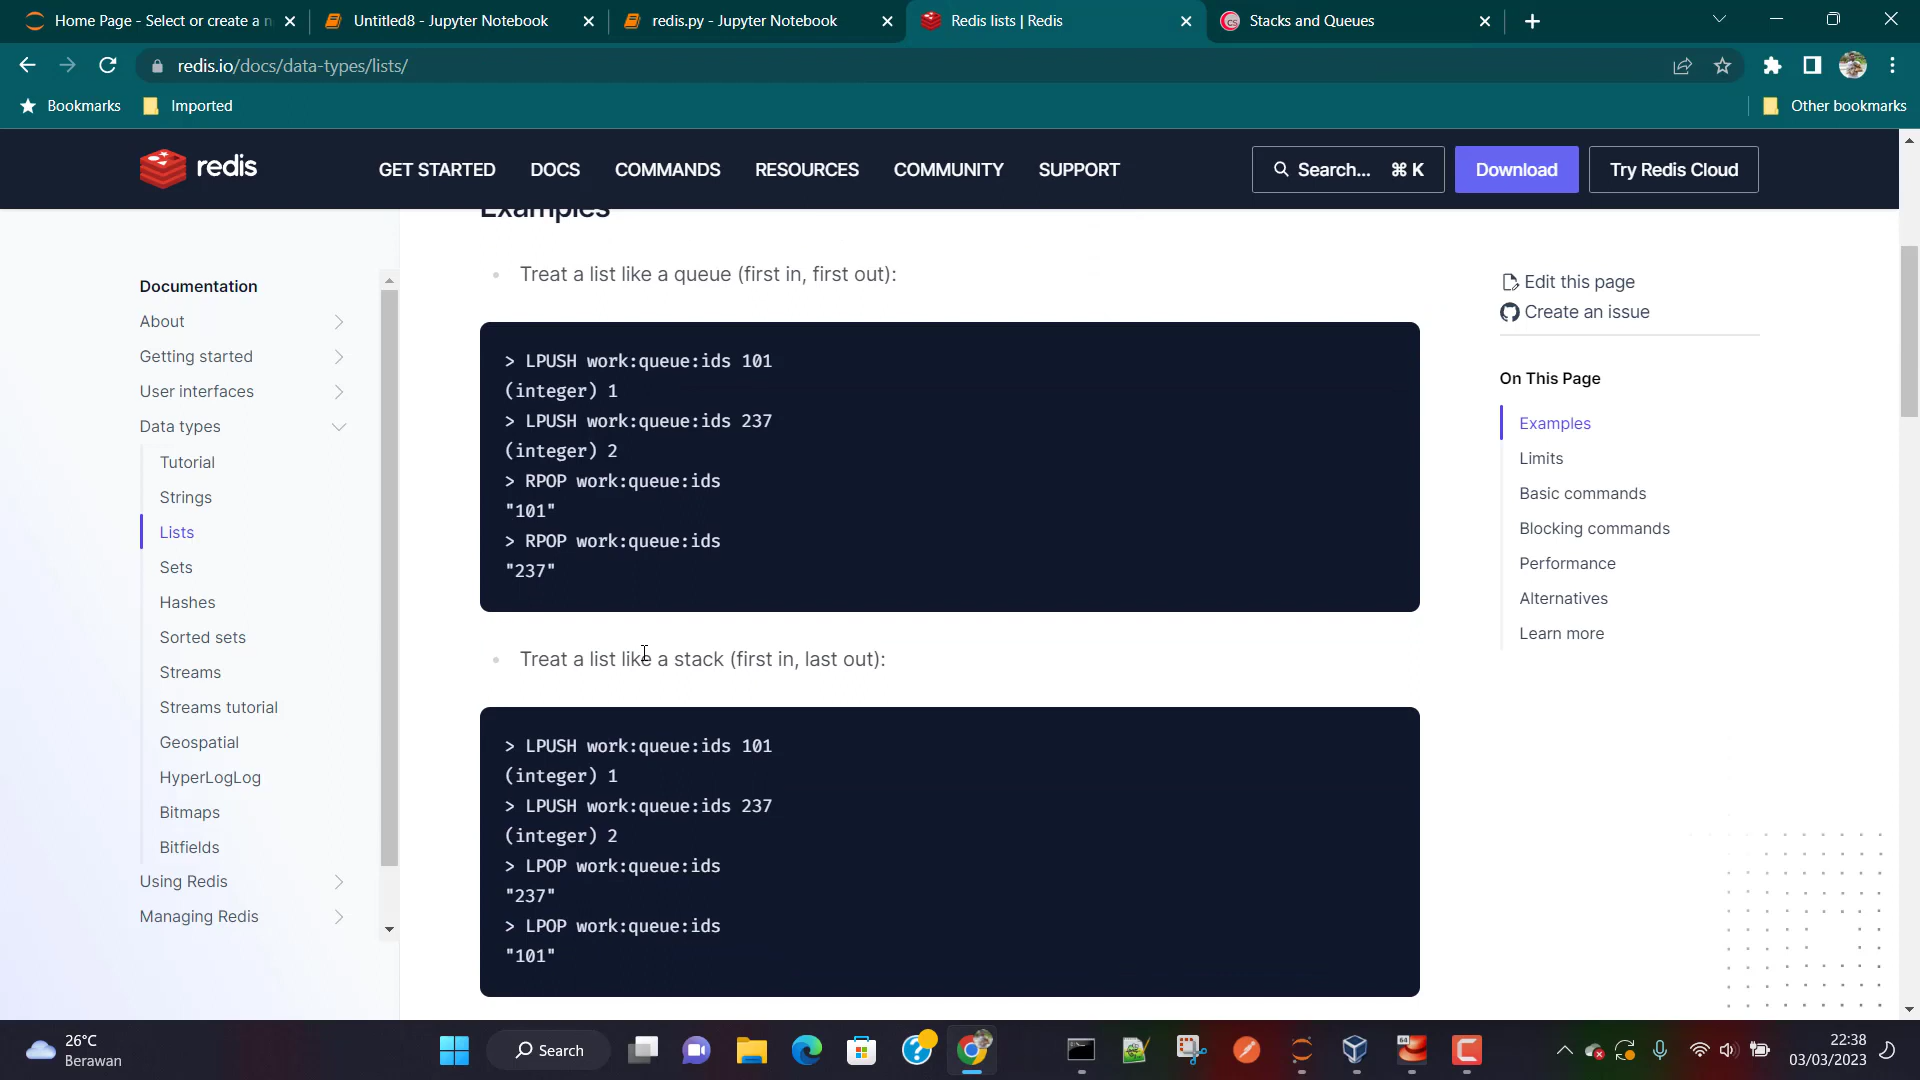 Home Page - Select or create a n
Untitled8 - Jupyter Notebook
redis.py - Jupyter Notebook
Redis lists | Redis
Stacks and Queues
redis.io/docs/data-types/lists/
Bookmarks
Imported
Other bookmarks
redis
GET STARTED
DOCS
COMMANDS
RESOURCES
COMMUNITY
SUPPORT
Search... ⌘ K
Download
Try Redis Cloud
Documentation
About
Getting started
User interfaces
Data types
Tutorial
Strings
Lists
Sets
Hashes
Sorted sets
Streams
Streams tutorial
Geospatial
HyperLogLog
Bitmaps
Bitfields
Using Redis
Managing Redis
Examples
Treat a list like a queue (first in, first out):
> LPUSH work:queue:ids 101
(integer) 1
> LPUSH work:queue:ids 237
(integer) 2
> RPOP work:queue:ids
"101"
> RPOP work:queue:ids
"237"
Treat a list like a stack (first in, last out):
> LPUSH work:queue:ids 101
(integer) 1
> LPUSH work:queue:ids 237
(integer) 2
> LPOP work:queue:ids
"237"
> LPOP work:queue:ids
"101"
Edit this page
Create an issue
On This Page
Examples
Limits
Basic commands
Blocking commands
Performance
Alternatives
Learn more
26°C
Berawan
Search
64
22:38
03/03/2023